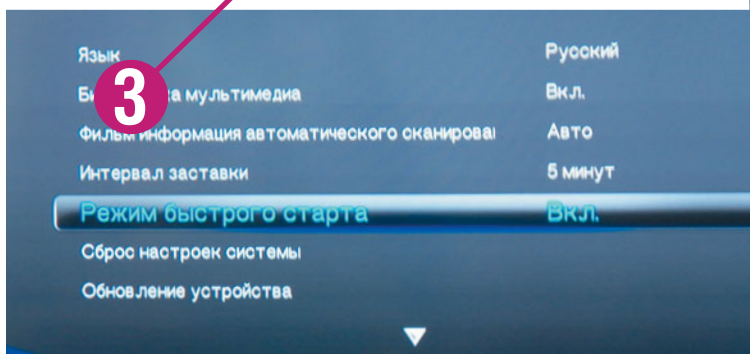 Язык Русский
3
мультимедиа Вкл.
Фильм информация автоматического сканирова Авто
Интервал заставки 5 минут
Режим быстрого старта Вкл.
Сброс настроек системы
Обновление устройства